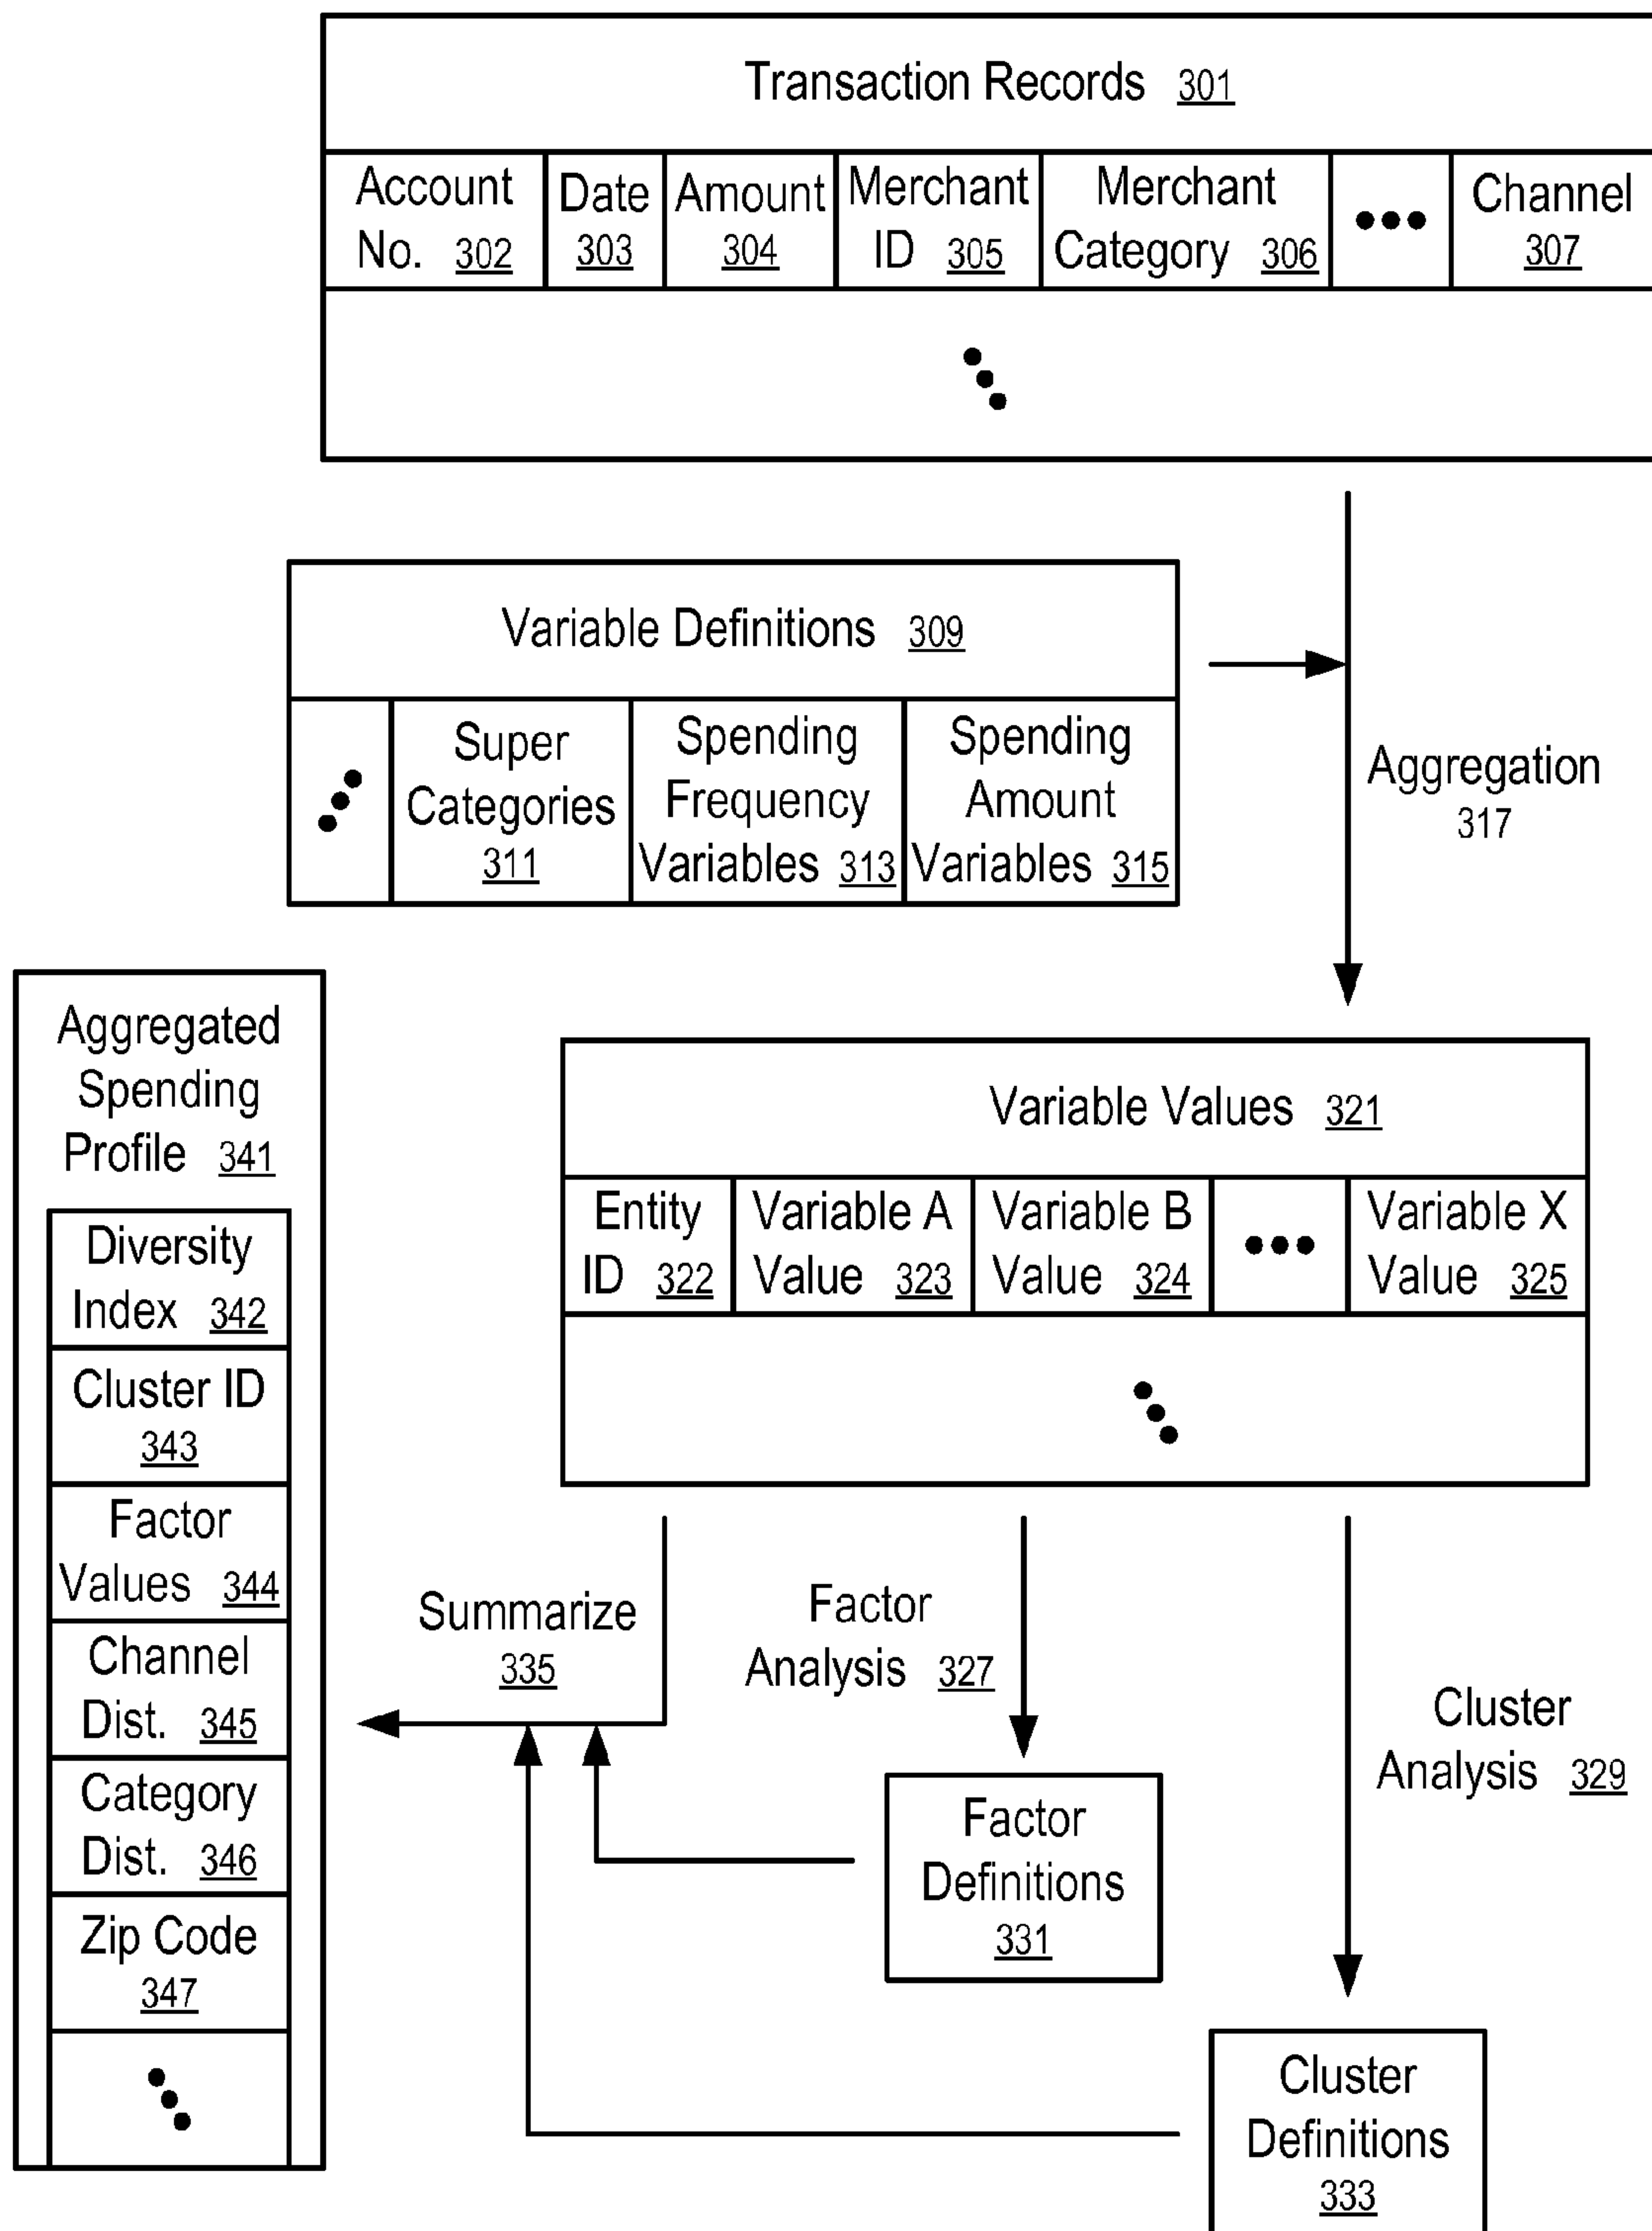 Transaction Records 301
Account
No. 302
Date
303
Amount
304
Merchant
ID 305
Merchant
Category 306
•••
Channel
307
Variable Definitions 309
Super
Categories
311
Spending
Frequency
Variables 313
Spending
Amount
Variables 315
Aggregation
317
Aggregated
Spending
Profile 341
Diversity
Index 342
Cluster ID
343
Factor
Values 344
Channel
Dist. 345
Category
Dist. 346
Zip Code
347
Variable Values 321
Entity
ID 322
Variable A
Value 323
Variable B
Value 324
•••
Variable X
Value 325
Summarize
335
Factor
Analysis 327
Cluster
Analysis 329
Factor
Definitions
331
Cluster
Definitions
333